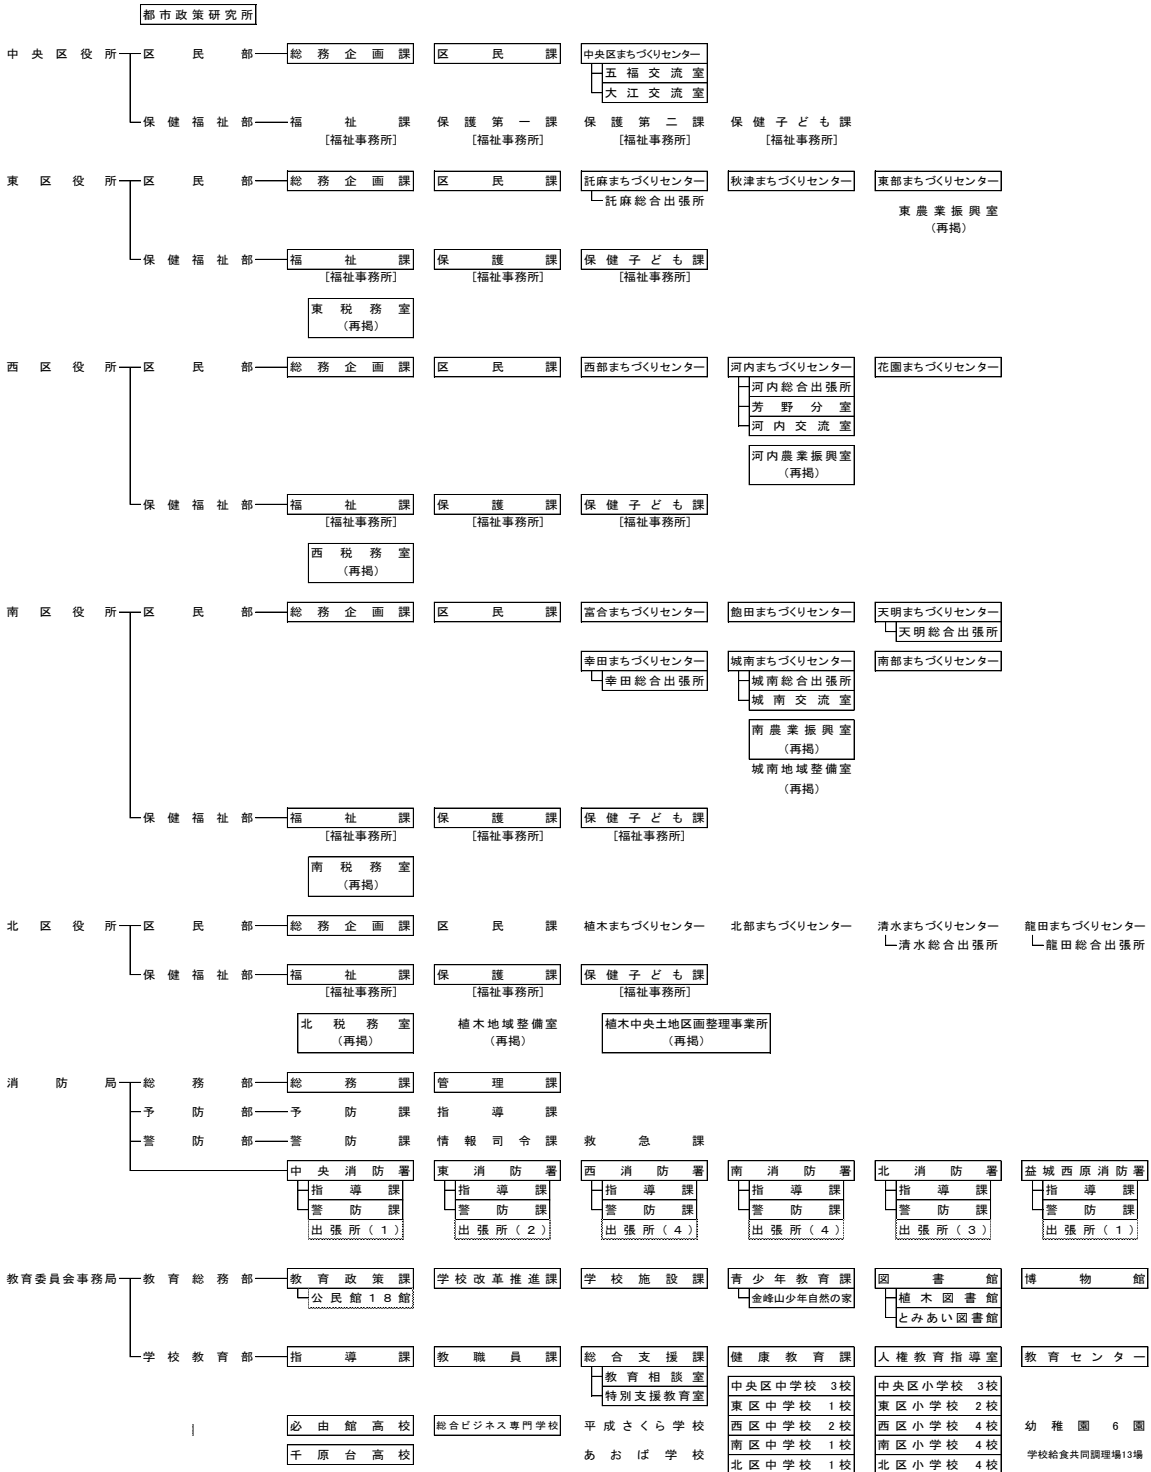 都市政策研究所
中央区役所 区民部 総務企画課 区民課 中央区まちづくりセンター
五福交流室
大江交流室
保健福祉部 福祉課 保護第一課 保護第二課 保健子ども課
[福祉事務所] [福祉事務所] [福祉事務所] [福祉事務所]
東区役所 区民部 総務企画課 区民課 託麻まちづくりセンター 秋津まちづくりセンター 東部まちづくりセンター
託麻総合出張所
東農業振興室
(再掲)
保健福祉部 福祉課 保護課 保健子ども課
[福祉事務所] [福祉事務所] [福祉事務所]
東税務室
(再掲)
西区役所 区民部 総務企画課 区民課 西部まちづくりセンター 河内まちづくりセンター 花園まちづくりセンター
河内総合出張所
芳野分室
河内交流室
河内農業振興室
(再掲)
保健福祉部 福祉課 保護課 保健子ども課
[福祉事務所] [福祉事務所] [福祉事務所]
西税務室
(再掲)
南区役所 区民部 総務企画課 区民課 富合まちづくりセンター 飽田まちづくりセンター 天明まちづくりセンター
天明総合出張所
幸田まちづくりセンター 城南まちづくりセンター 南部まちづくりセンター
幸田総合出張所 城南総合出張所
城南交流室
南農業振興室
(再掲)
城南地域整備室
(再掲)
保健福祉部 福祉課 保護課 保健子ども課
[福祉事務所] [福祉事務所] [福祉事務所]
南税務室
(再掲)
北区役所 区民部 総務企画課 区民課 植木まちづくりセンター 北部まちづくりセンター 清水まちづくりセンター 龍田まちづくりセンター
清水総合出張所 龍田総合出張所
保健福祉部 福祉課 保護課 保健子ども課
[福祉事務所] [福祉事務所] [福祉事務所]
北税務室 植木地域整備室 植木中央土地区画整理事業所
(再掲) (再掲) (再掲)
消防局 総務部 総務課 管理課
予防部 予防課 指導課
警防部 警防課 情報司令課 救急課
中央消防署 東消防署 西消防署 南消防署 北消防署 益城西原消防署
指導課 指導課 指導課 指導課 指導課 指導課
警防課 警防課 警防課 警防課 警防課 警防課
出張所(1) 出張所(2) 出張所(4) 出張所(4) 出張所(3) 出張所(1)
教育委員会事務局 教育総務部 教育政策課 学校改革推進課 学校施設課 青少年教育課 図書館 博物館
公民館18館 金峰山少年自然の家 植木図書館
とみあい図書館
学校教育部 指導課 教職員課 総合支援課 健康教育課 人権教育指導室 教育センター
教育相談室
特別支援教育室
中央区中学校 3校 中央区小学校 3校
東区中学校 1校 東区小学校 2校
必由館高校 総合ビジネス専門学校 平成さくら学校 西区中学校 2校 西区小学校 4校 幼稚園 6園
南区中学校 1校 南区小学校 4校
千原台高校 あおば学校 北区中学校 1校 北区小学校 4校 学校給食共同調理場13場